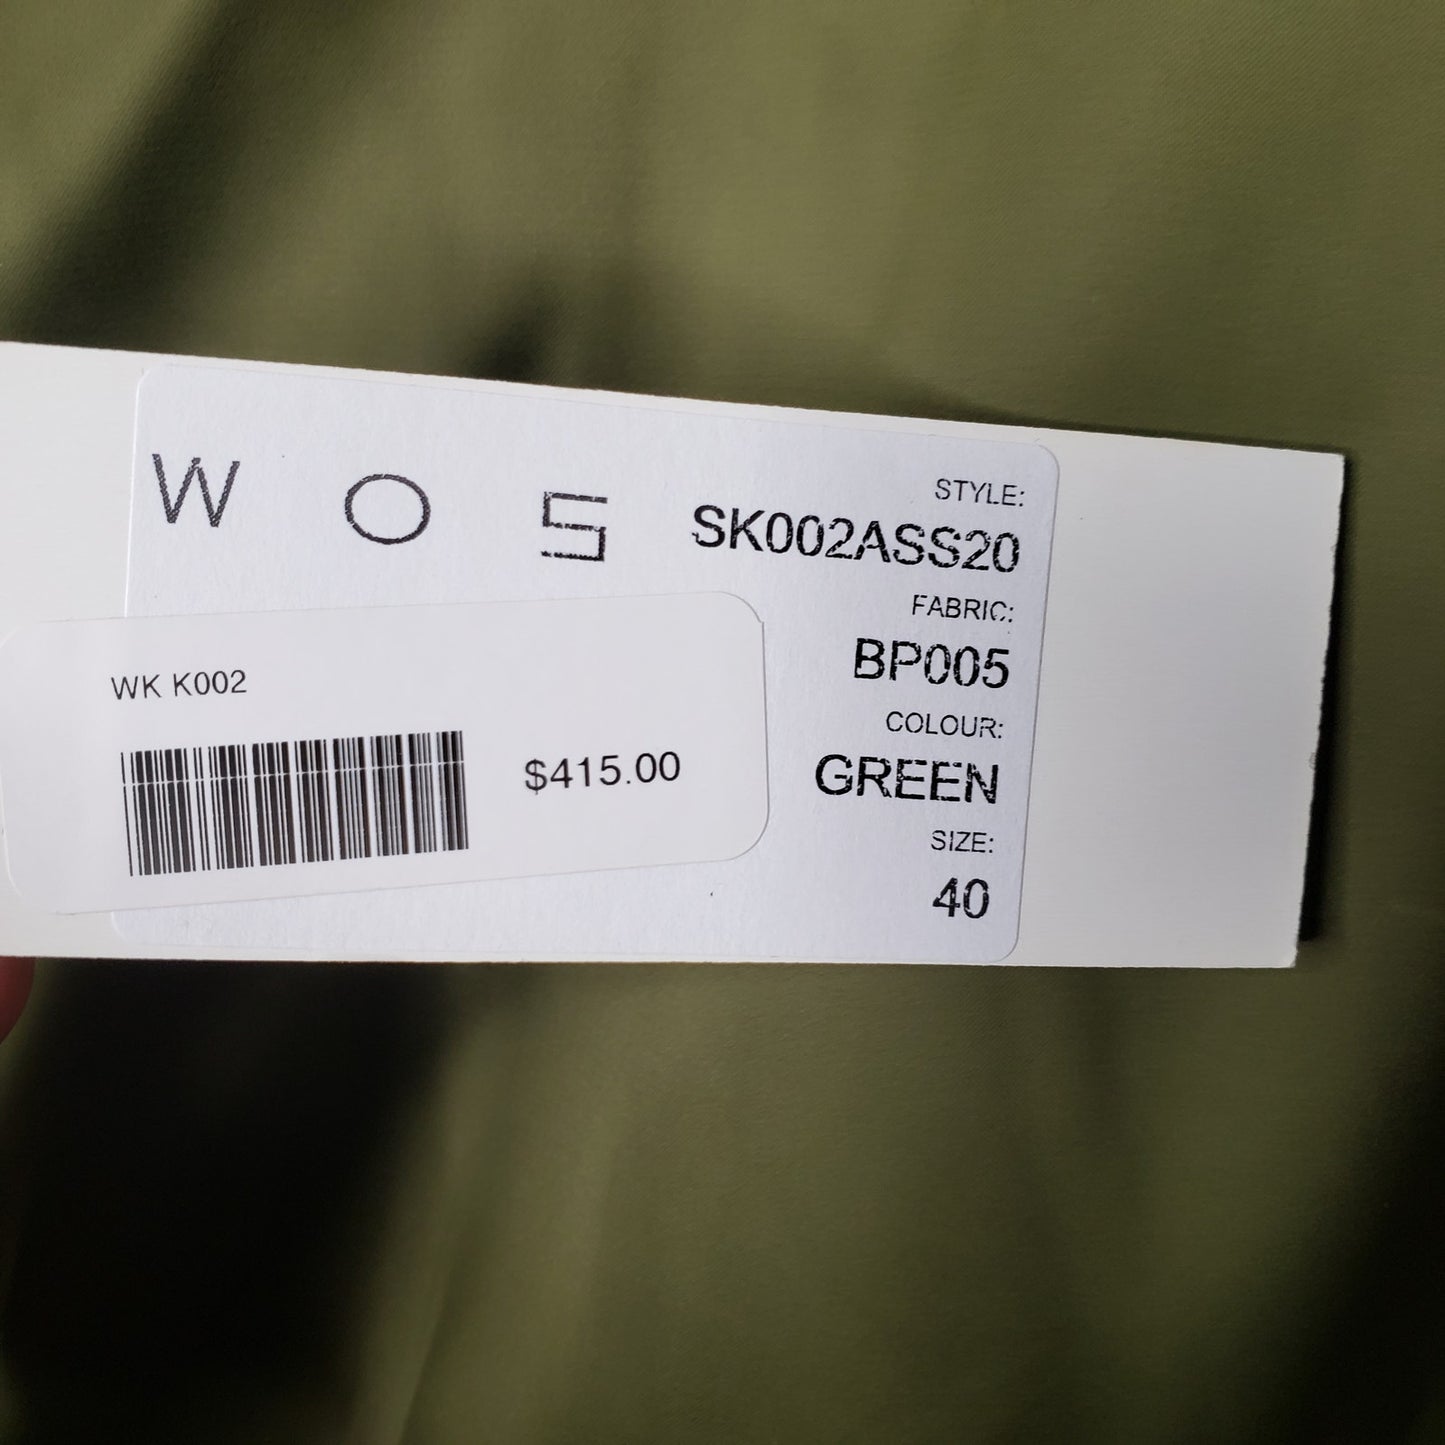 W O S
STYLE:
SK002ASS20
FABRIC:
BP005
COLOUR:
GREEN
SIZE:
40
WK K002
$415.00